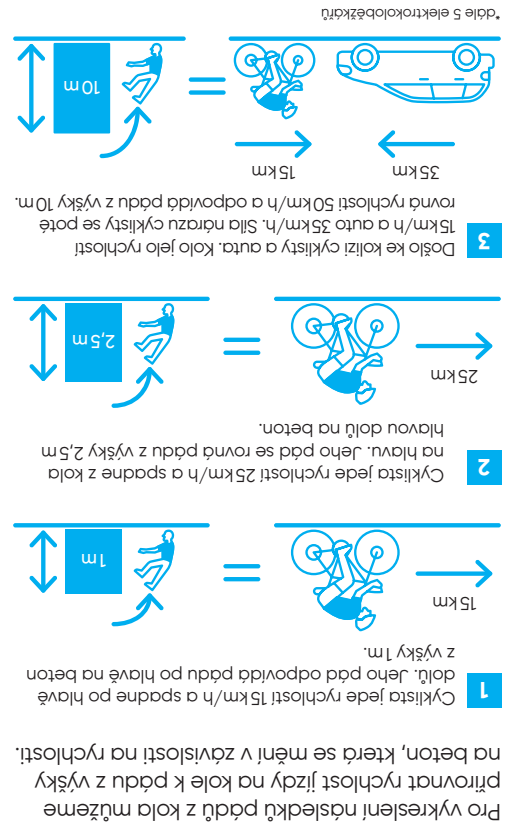 Pro vykreslení následků pádů z kola můžeme
přirovnat rychlost jízdy na kole k pádu z výšky
na beton, která se mění v závislosti na rychlosti.
1
Cyklista jede rychlostí 15 km/h a spadne po hlavě
dolů. Jeho pád odpovídá pádu po hlavě na beton
z výšky 1 m.
15 km
1 m
2
Cyklista jede rychlostí 25 km/h a spadne z kola
na hlavu. Jeho pád se rovná pádu z výšky 2,5 m
hlavou dolů na beton.
25 km
2,5 m
3
Došlo ke kolizi cyklisty a auta. Kolo jelo rychlostí
15 km/h a auto 35 km/h. Síla nárazu cyklisty se poté
rovná rychlosti 50 km/h a odpovídá pádu z výšky 10 m.
35 km
15 km
10 m
*dále 5 elektrokoloběžkářů